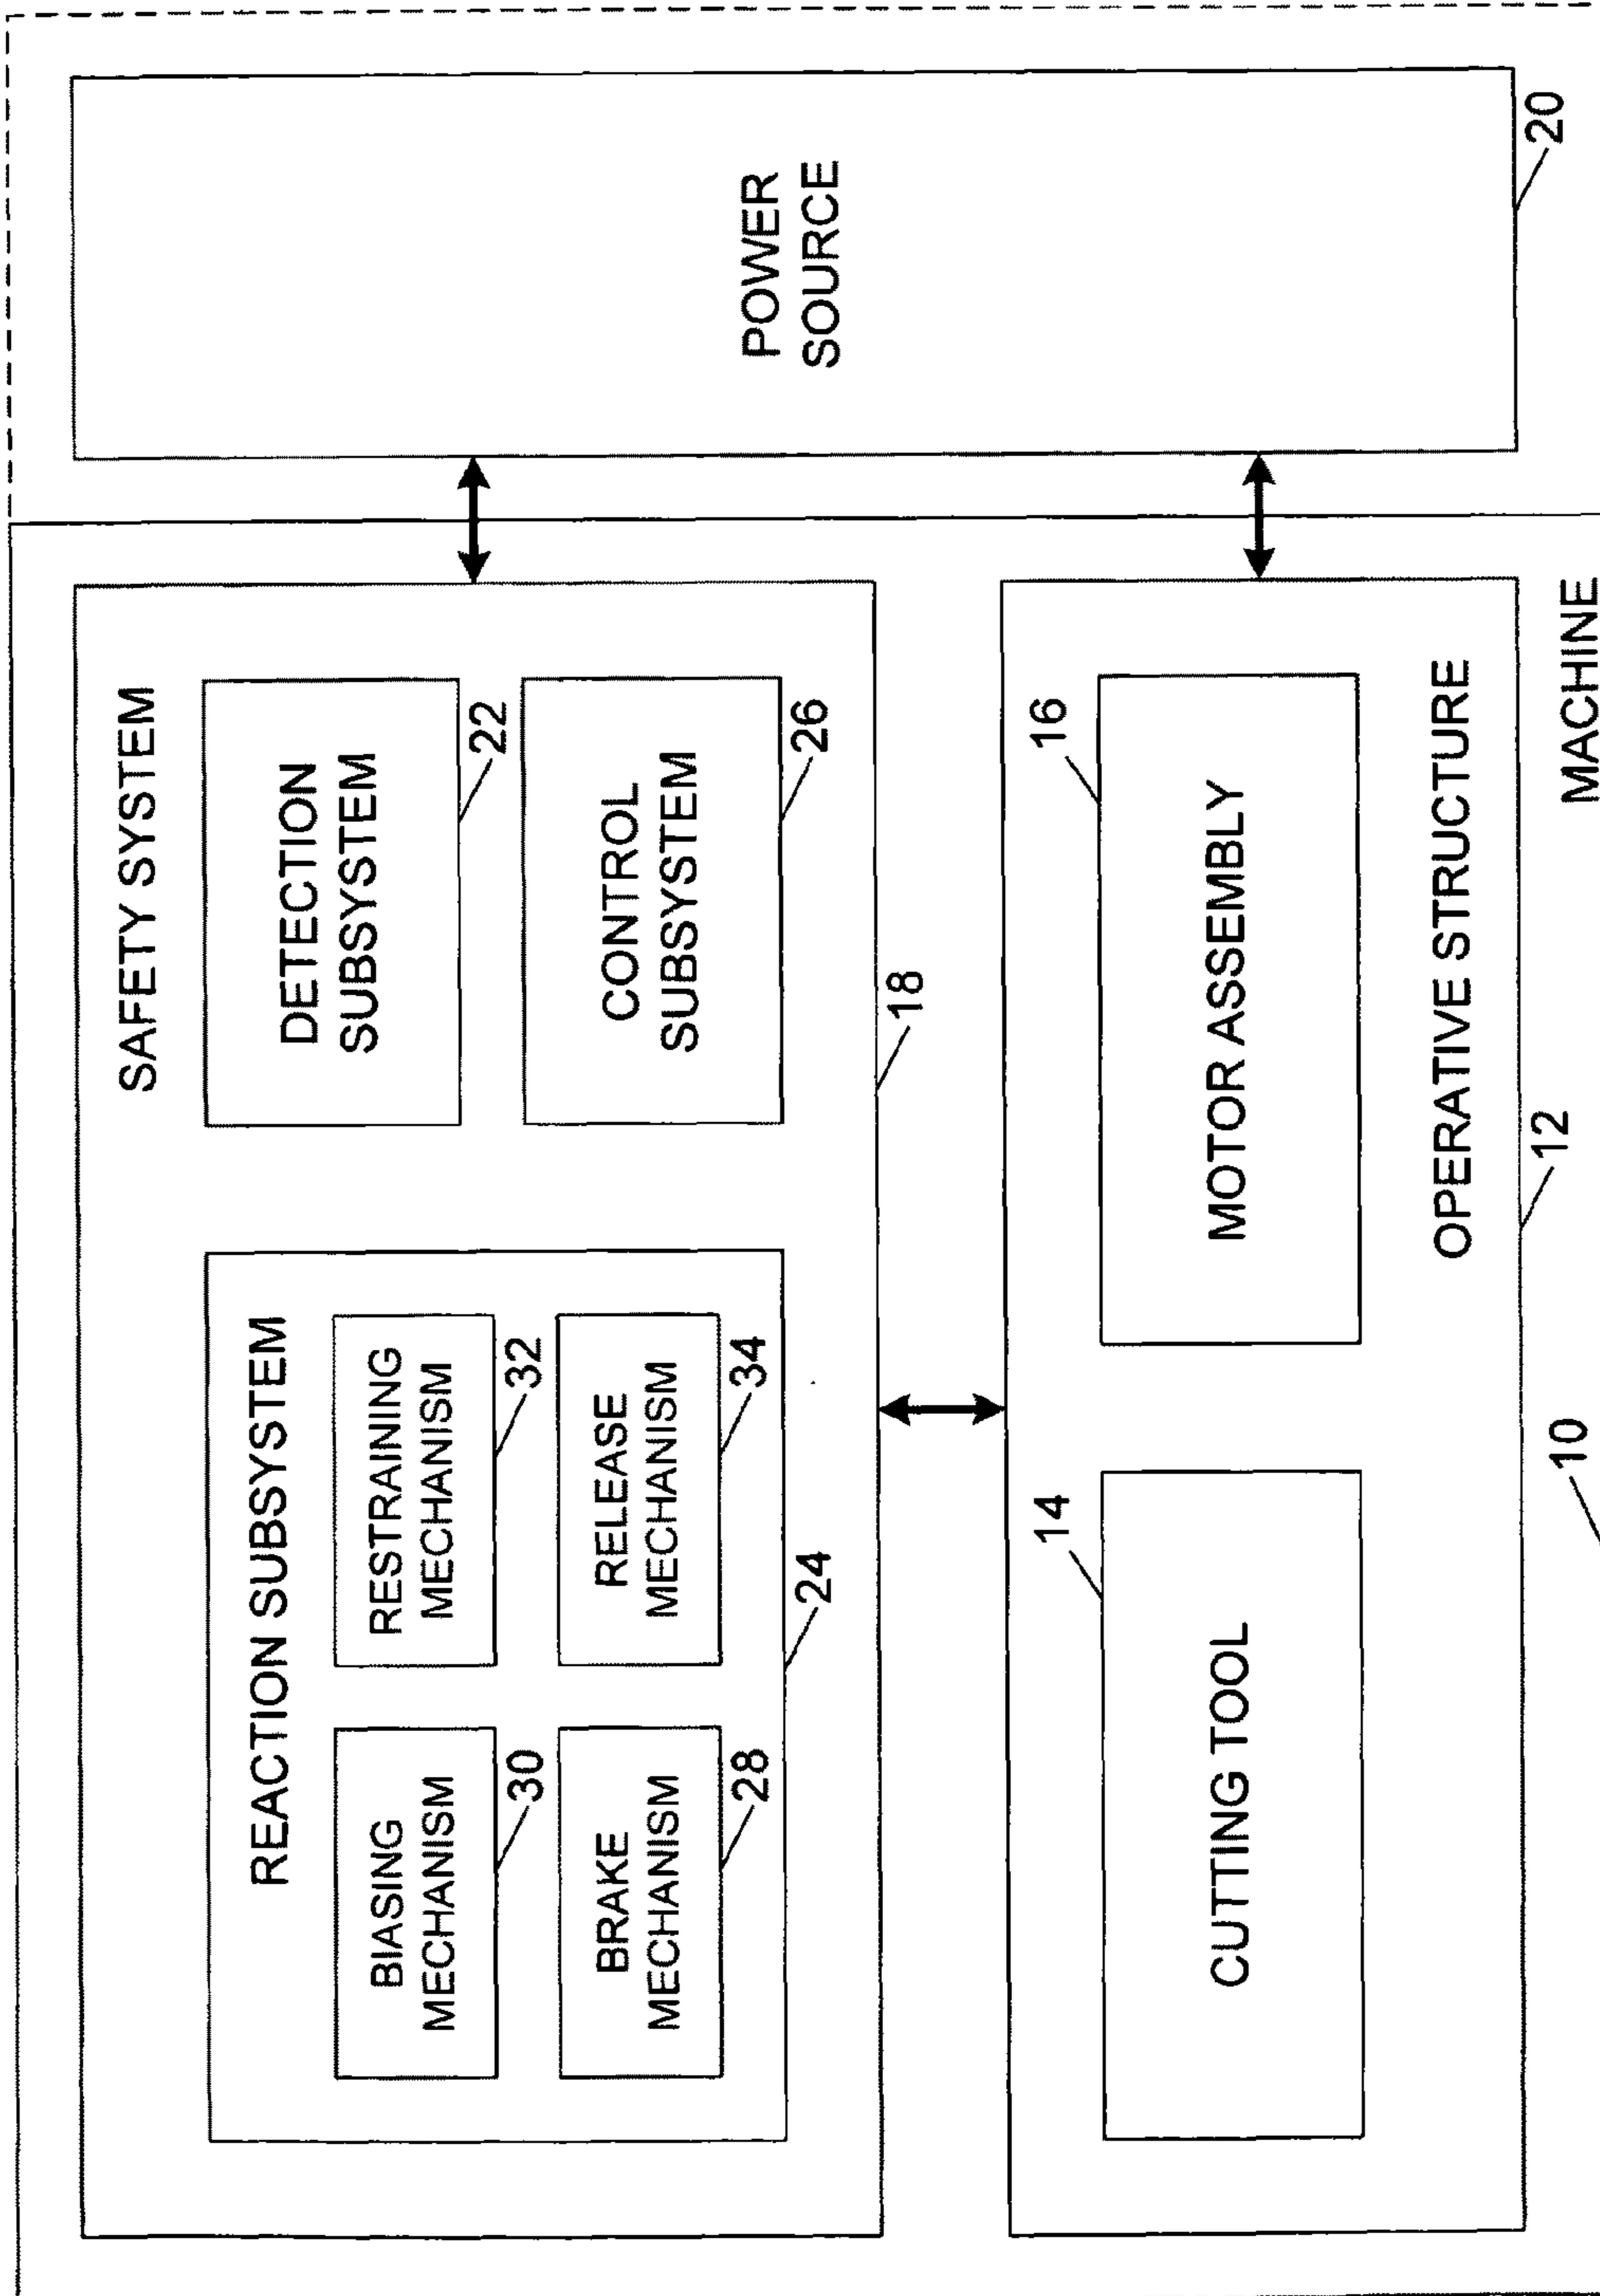 SAFETY SYSTEM
REACTION SUBSYSTEM
BIASING
MECHANISM
30
RESTRAINING
MECHANISM
32
BRAKE
MECHANISM
28
RELEASE
MECHANISM
34
24
DETECTION
SUBSYSTEM
22
CONTROL
SUBSYSTEM
26
18
POWER
SOURCE
20
14
CUTTING TOOL
16
MOTOR ASSEMBLY
OPERATIVE STRUCTURE
12
10
MACHINE